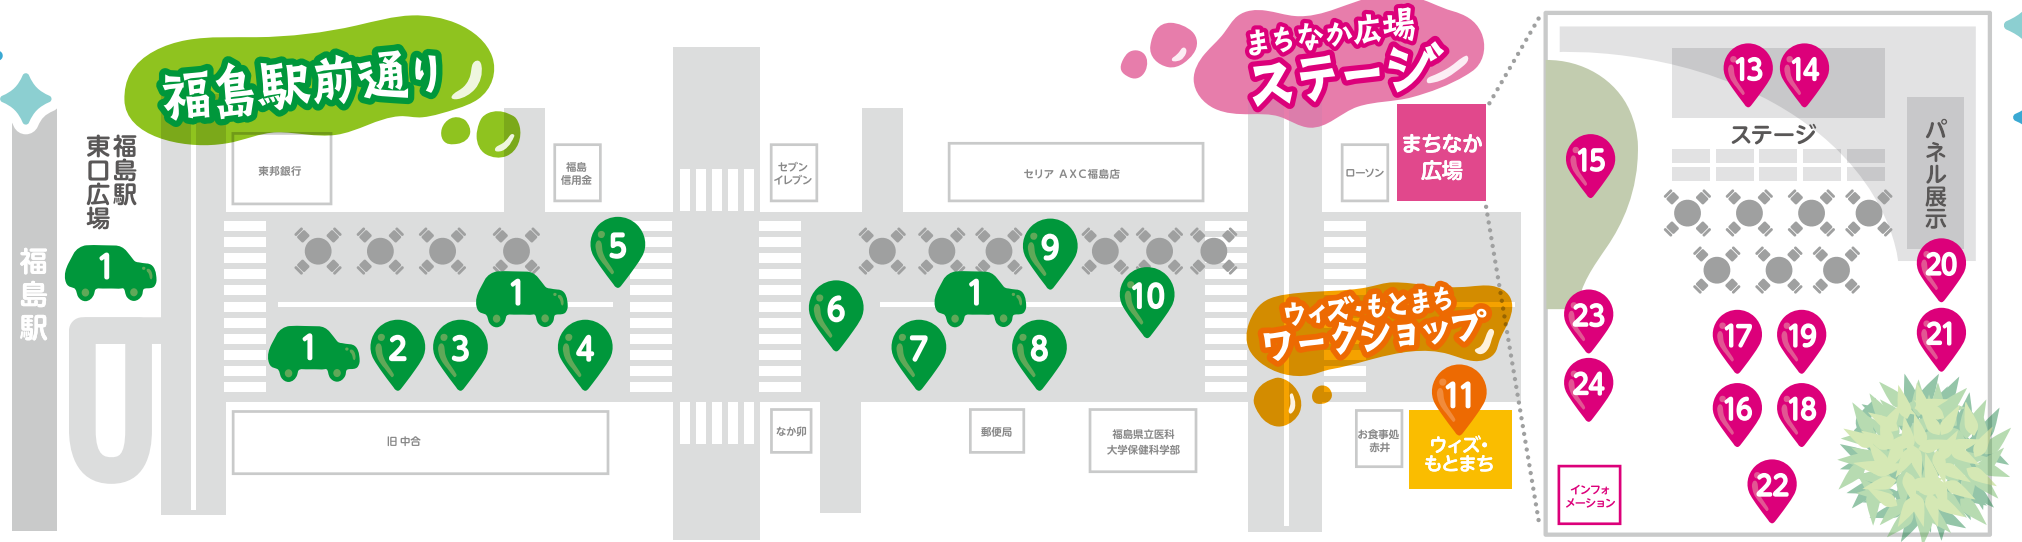 福島駅前通り
まちなか広場
ステージ
福島駅
東口広場
福島駅
東邦銀行
福島
信用金
セブン
イレブン
セリア AXC福島店
ローソン
まちなか
広場
1
1
2
3
1
4
5
6
7
1
8
9
10
ウィズ・もとまち
ワークショップ
11
ウィズ・
もとまち
旧 中合
なか卯
郵便局
福島県立医科
大学保健科学部
お食事処
赤井
13
14
ステージ
パネル展示
15
20
21
23
24
17
19
16
18
22
インフォ
メーション